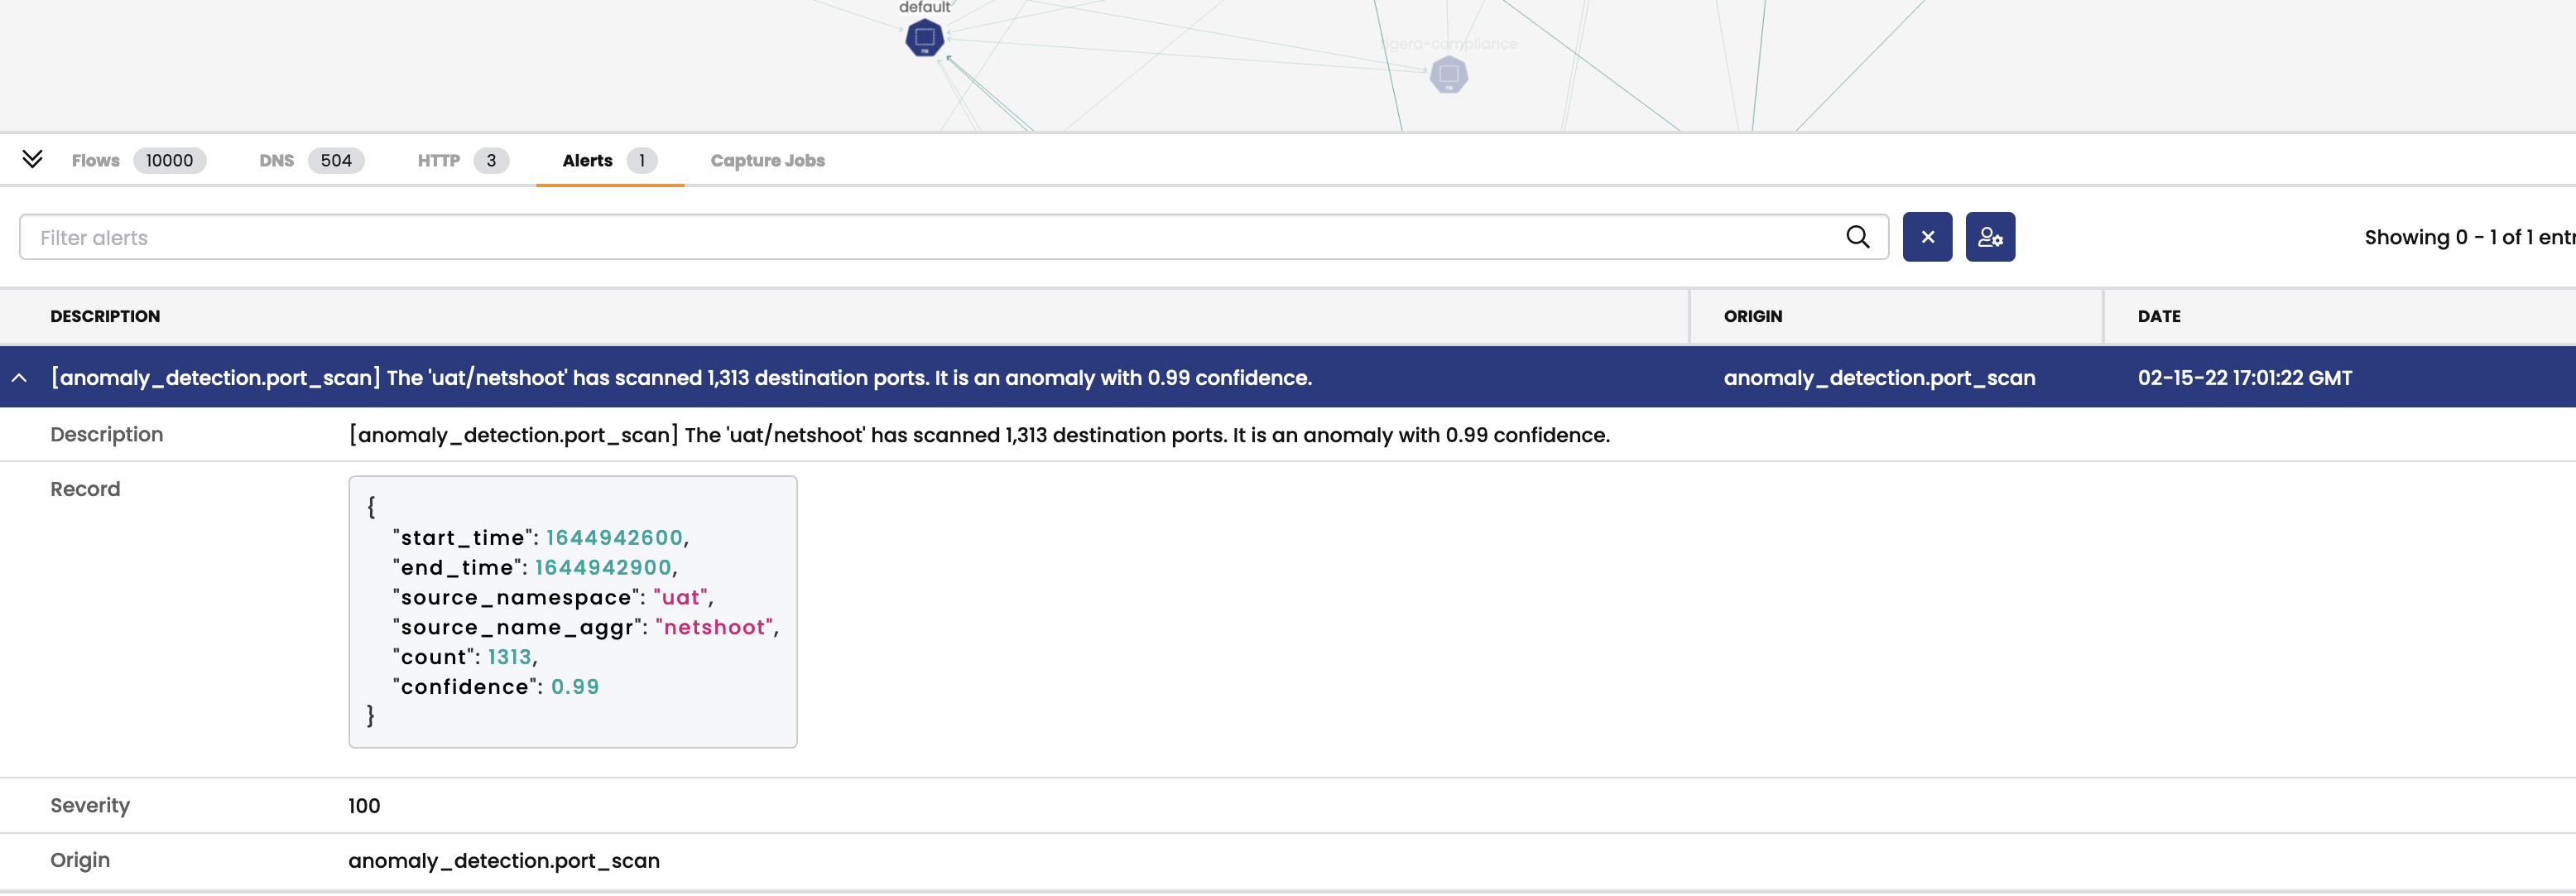 default
tigera-compliance
Flows 10000 DNS 504 HTTP 3 Alerts 1 Capture Jobs
Filter alerts
Showing 0 - 1 of 1 entr
DESCRIPTION ORIGIN DATE
[anomaly_detection.port_scan] The 'uat/netshoot' has scanned 1,313 destination ports. It is an anomaly with 0.99 confidence. anomaly_detection.port_scan 02-15-22 17:01:22 GMT
Description [anomaly_detection.port_scan] The 'uat/netshoot' has scanned 1,313 destination ports. It is an anomaly with 0.99 confidence.
Record
{
"start_time": 1644942600,
"end_time": 1644942900,
"source_namespace": "uat",
"source_name_aggr": "netshoot",
"count": 1313,
"confidence": 0.99
}
Severity 100
Origin anomaly_detection.port_scan